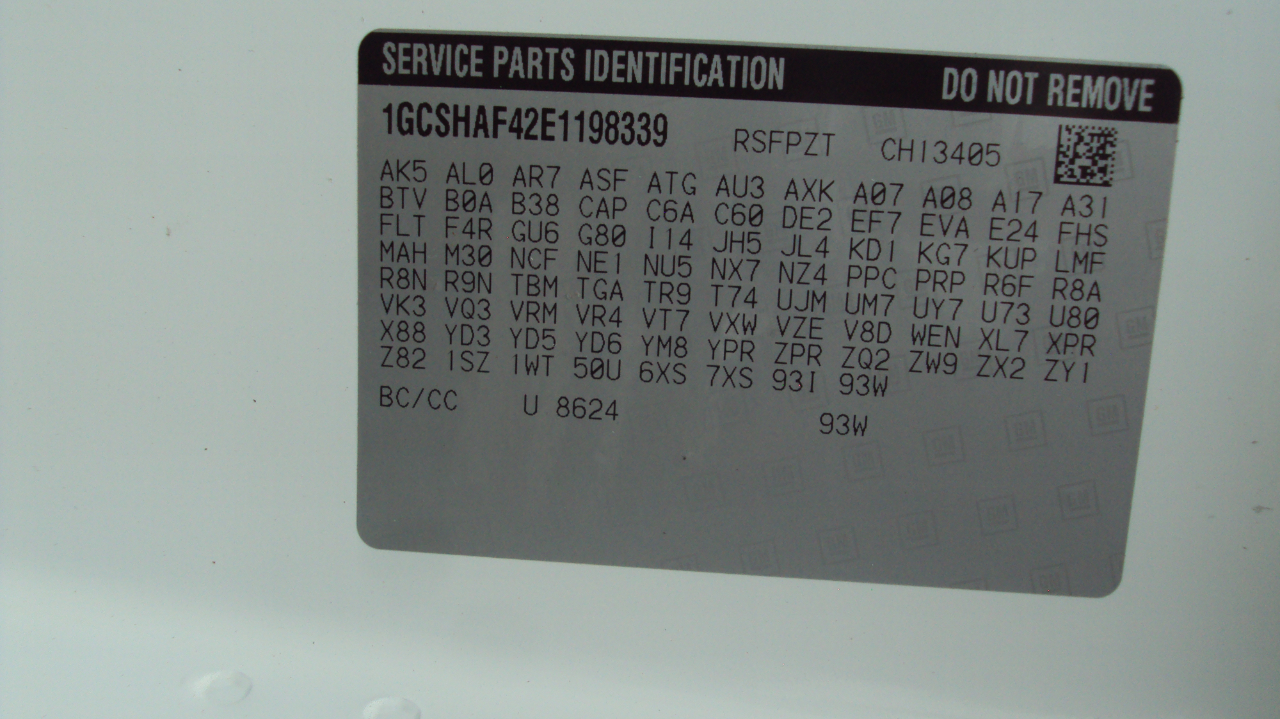 SERVICE PARTS IDENTIFICATION DO NOT REMOVE
1GCSHAF42E1198339 RSFPZT CH13405
AK5 AL0 AR7 ASF ATG AU3 AXK A07 A08 A17 A31
BTV B0A B38 CAP C6A C60 DE2 EF7 EVA E24 FHS
FLT F4R GU6 G80 I14 JH5 JL4 KD1 KG7 KUP LMF
MAH M30 NCF NE1 NU5 NX7 NZ4 PPC PRP R6F R8A
R8N R9N TBM TGA TR9 T74 UJM UM7 UY7 U73 U80
VK3 VQ3 VRM VR4 VT7 VXW VZE V8D WEN XL7 XPR
X88 YD3 YD5 YD6 YM8 YPR ZPR ZQ2 ZW9 ZX2 ZY1
Z82 1SZ 1WT 50U 6XS 7XS 93I 93W
BC/CC U 8624 93W